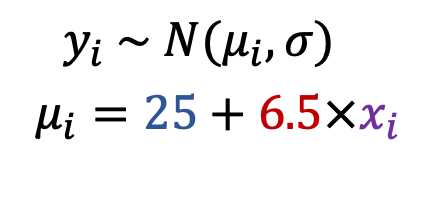 yᵢ ~ N(μᵢ, σ)
μᵢ = 25 + 6.5×xᵢ